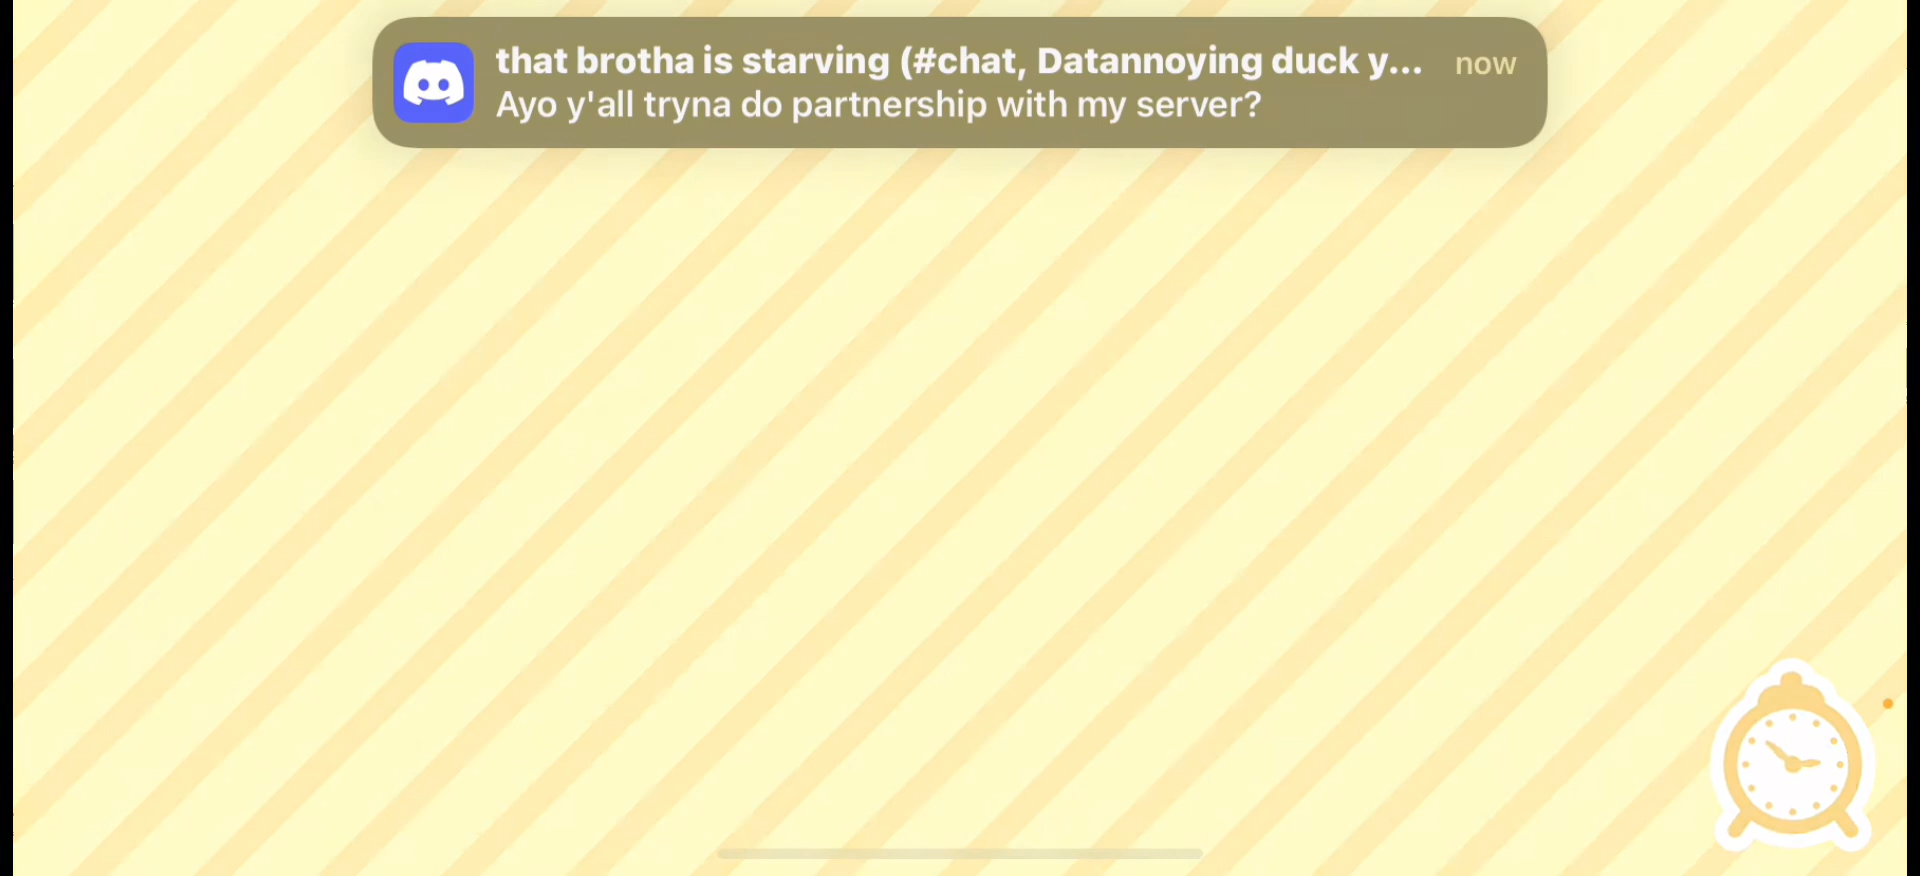 that brotha is starving (#chat, Datannoying duck y... now
Ayo y'all tryna do partnership with my server?